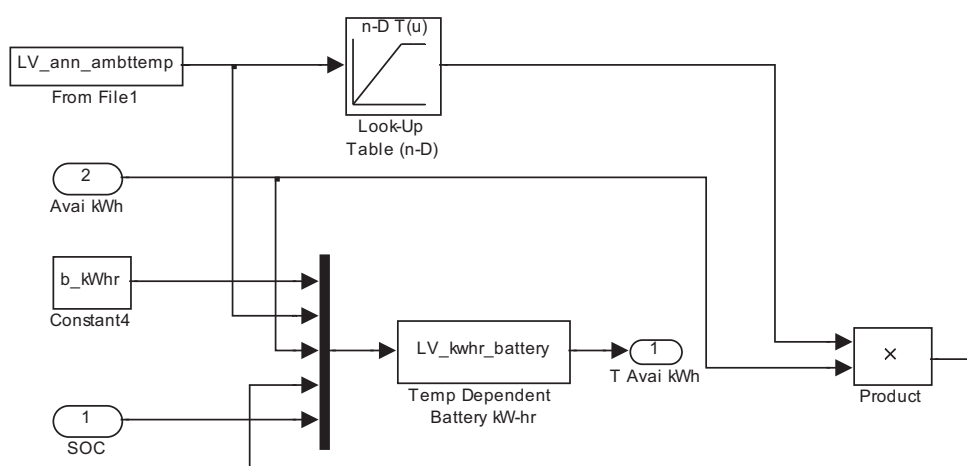 n-D T(u)
LV_ann_ambttemp
From File1
Look-Up
Table (n-D)
2
Avai kWh
b_kWhr
Constant4
LV_kwhr_battery
Temp Dependent
Battery kW-hr
1
T Avai kWh
×
Product
1
SOC